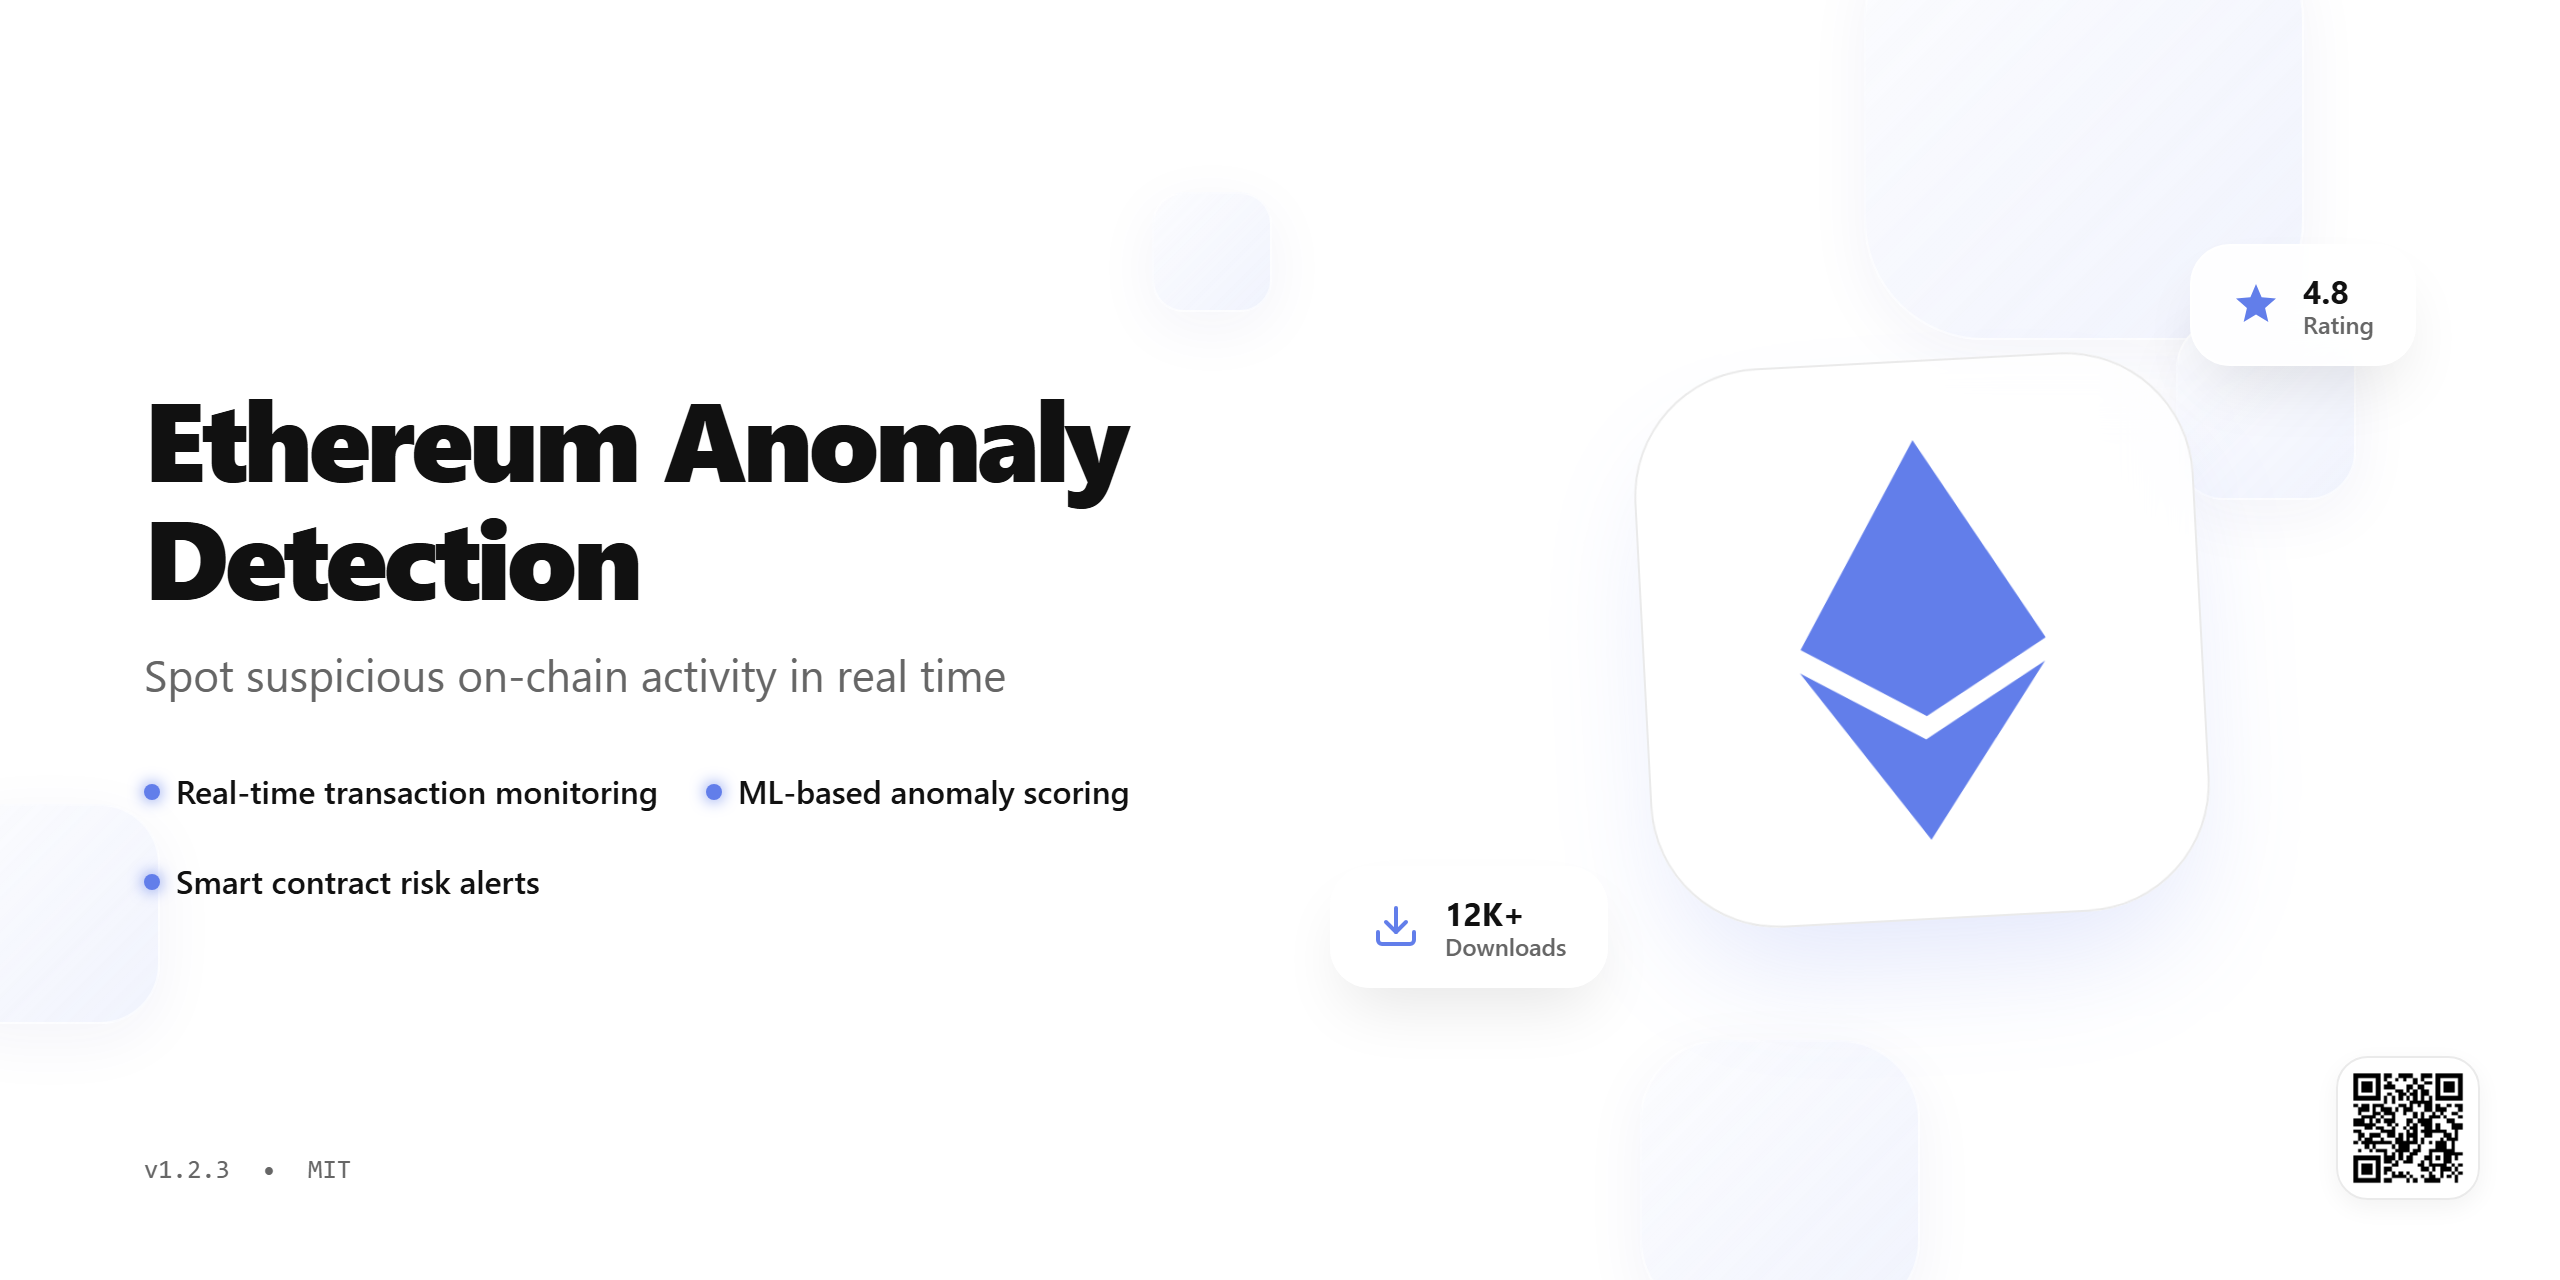 Ethereum Anomaly
Detection
Spot suspicious on-chain activity in real time
Real-time transaction monitoring
ML-based anomaly scoring
Smart contract risk alerts
4.8
Rating
12K+
Downloads
v1.2.3 • MIT